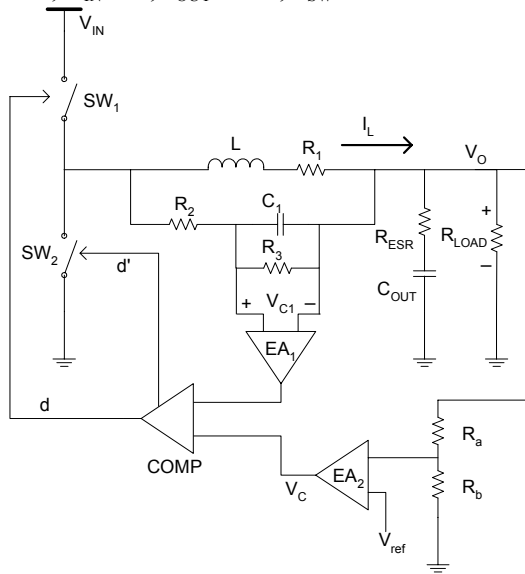 V_IN
SW_1
L
R_1
I_L
V_O
R_2
C_1
R_3
+ V_C1 –
EA_1
SW_2
d'
R_ESR
C_OUT
+
R_LOAD
–
d
COMP
V_C
EA_2
V_ref
R_a
R_b